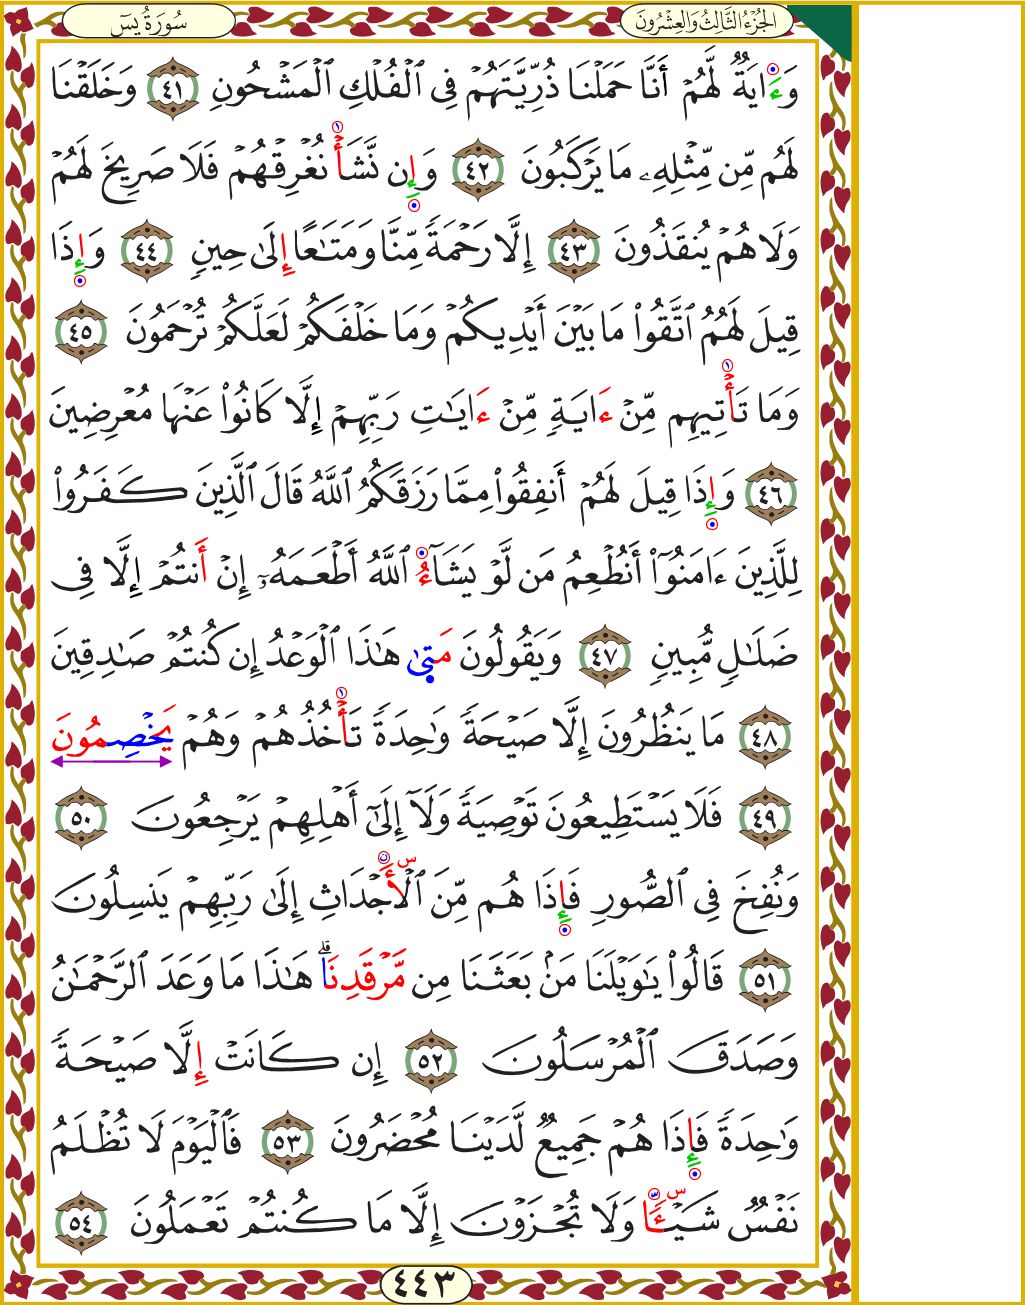 الجُزْءُ الثَّالِثُ وَالعِشْرُونَ
سُورَةُ يسٓ
وَءَايَةٌ لَّهُمْ أَنَّا حَمَلْنَا ذُرِّيَّتَهُمْ فِى ٱلْفُلْكِ ٱلْمَشْحُونِ ٤١ وَخَلَقْنَا
لَهُم مِّن مِّثْلِهِۦ مَا يَرْكَبُونَ ٤٢ وَإِن نَّشَأْ نُغْرِقْهُمْ فَلَا صَرِيخَ لَهُمْ
وَلَا هُمْ يُنقَذُونَ ٤٣ إِلَّا رَحْمَةً مِّنَّا وَمَتَـٰعًا إِلَىٰ حِينٍ ٤٤ وَإِذَا
قِيلَ لَهُمُ ٱتَّقُوا۟ مَا بَيْنَ أَيْدِيكُمْ وَمَا خَلْفَكُمْ لَعَلَّكُمْ تُرْحَمُونَ ٤٥
وَمَا تَأْتِيهِم مِّنْ ءَايَةٍ مِّنْ ءَايَـٰتِ رَبِّهِمْ إِلَّا كَانُوا۟ عَنْهَا مُعْرِضِينَ
٤٦ وَإِذَا قِيلَ لَهُمْ أَنفِقُوا۟ مِمَّا رَزَقَكُمُ ٱللَّهُ قَالَ ٱلَّذِينَ كَفَرُوا۟
لِلَّذِينَ ءَامَنُوٓا۟ أَنُطْعِمُ مَن لَّوْ يَشَآءُ ٱللَّهُ أَطْعَمَهُۥٓ إِنْ أَنتُمْ إِلَّا فِى
ضَلَـٰلٍ مُّبِينٍ ٤٧ وَيَقُولُونَ مَتَىٰ هَـٰذَا ٱلْوَعْدُ إِن كُنتُمْ صَـٰدِقِينَ
٤٨ مَا يَنظُرُونَ إِلَّا صَيْحَةً وَٰحِدَةً تَأْخُذُهُمْ وَهُمْ يَخْصِمُونَ
٤٩ فَلَا يَسْتَطِيعُونَ تَوْصِيَةً وَلَآ إِلَىٰٓ أَهْلِهِمْ يَرْجِعُونَ ٥٠
وَنُفِخَ فِى ٱلصُّورِ فَإِذَا هُم مِّنَ ٱلْأَجْدَاثِ إِلَىٰ رَبِّهِمْ يَنسِلُونَ
٥١ قَالُوا۟ يَـٰوَيْلَنَا مَنۢ بَعَثَنَا مِن مَّرْقَدِنَا ۗ هَـٰذَا مَا وَعَدَ ٱلرَّحْمَـٰنُ
وَصَدَقَ ٱلْمُرْسَلُونَ ٥٢ إِن كَانَتْ إِلَّا صَيْحَةً
وَٰحِدَةً فَإِذَا هُمْ جَمِيعٌ لَّدَيْنَا مُحْضَرُونَ ٥٣ فَٱلْيَوْمَ لَا تُظْلَمُ
نَفْسٌ شَيْـًٔا وَلَا تُجْزَوْنَ إِلَّا مَا كُنتُمْ تَعْمَلُونَ ٥٤
٤٤٣